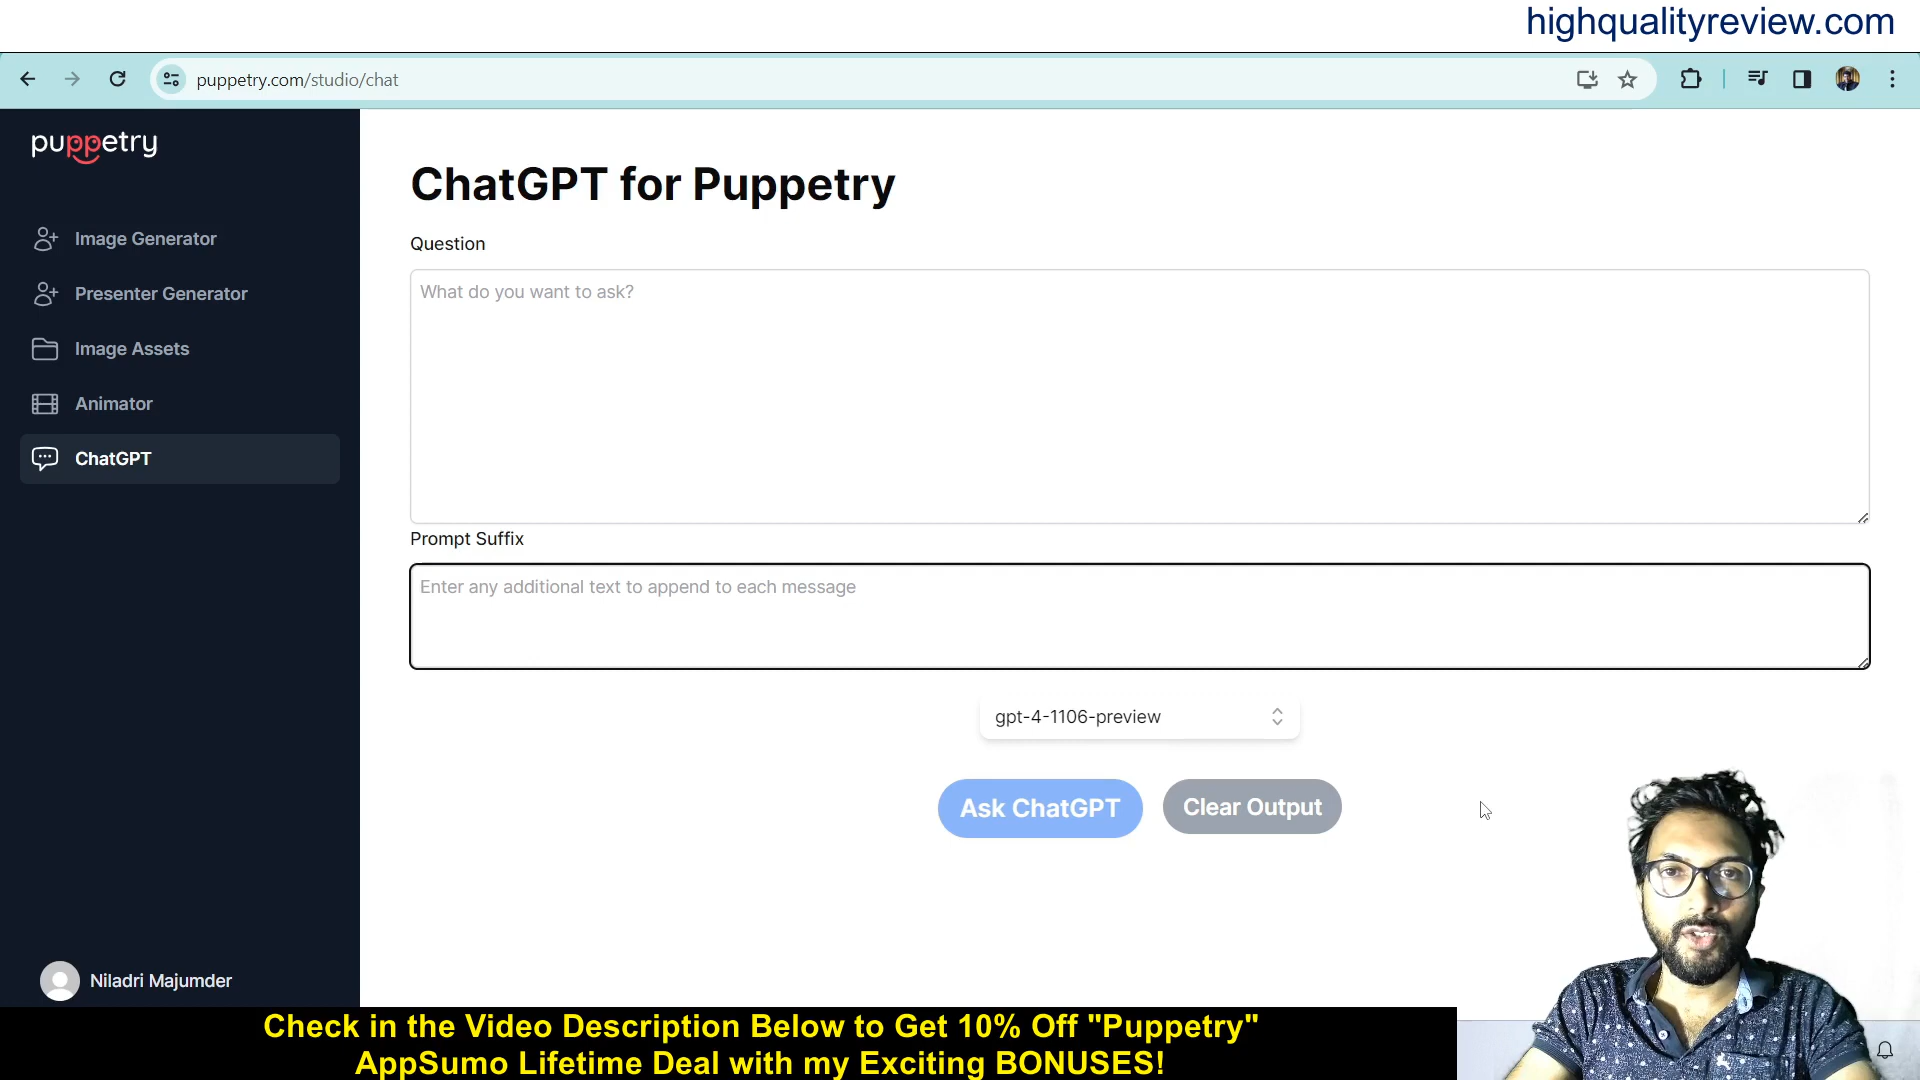 highqualityreview.com
puppetry.com/studio/chat
puppetry
Image Generator
Presenter Generator
Image Assets
Animator
ChatGPT
Niladri Majumder
ChatGPT for Puppetry
Question
What do you want to ask?
Prompt Suffix
Enter any additional text to append to each message
gpt-4-1106-preview
Ask ChatGPT
Clear Output
Check in the Video Description Below to Get 10% Off "Puppetry"
AppSumo Lifetime Deal with my Exciting BONUSES!